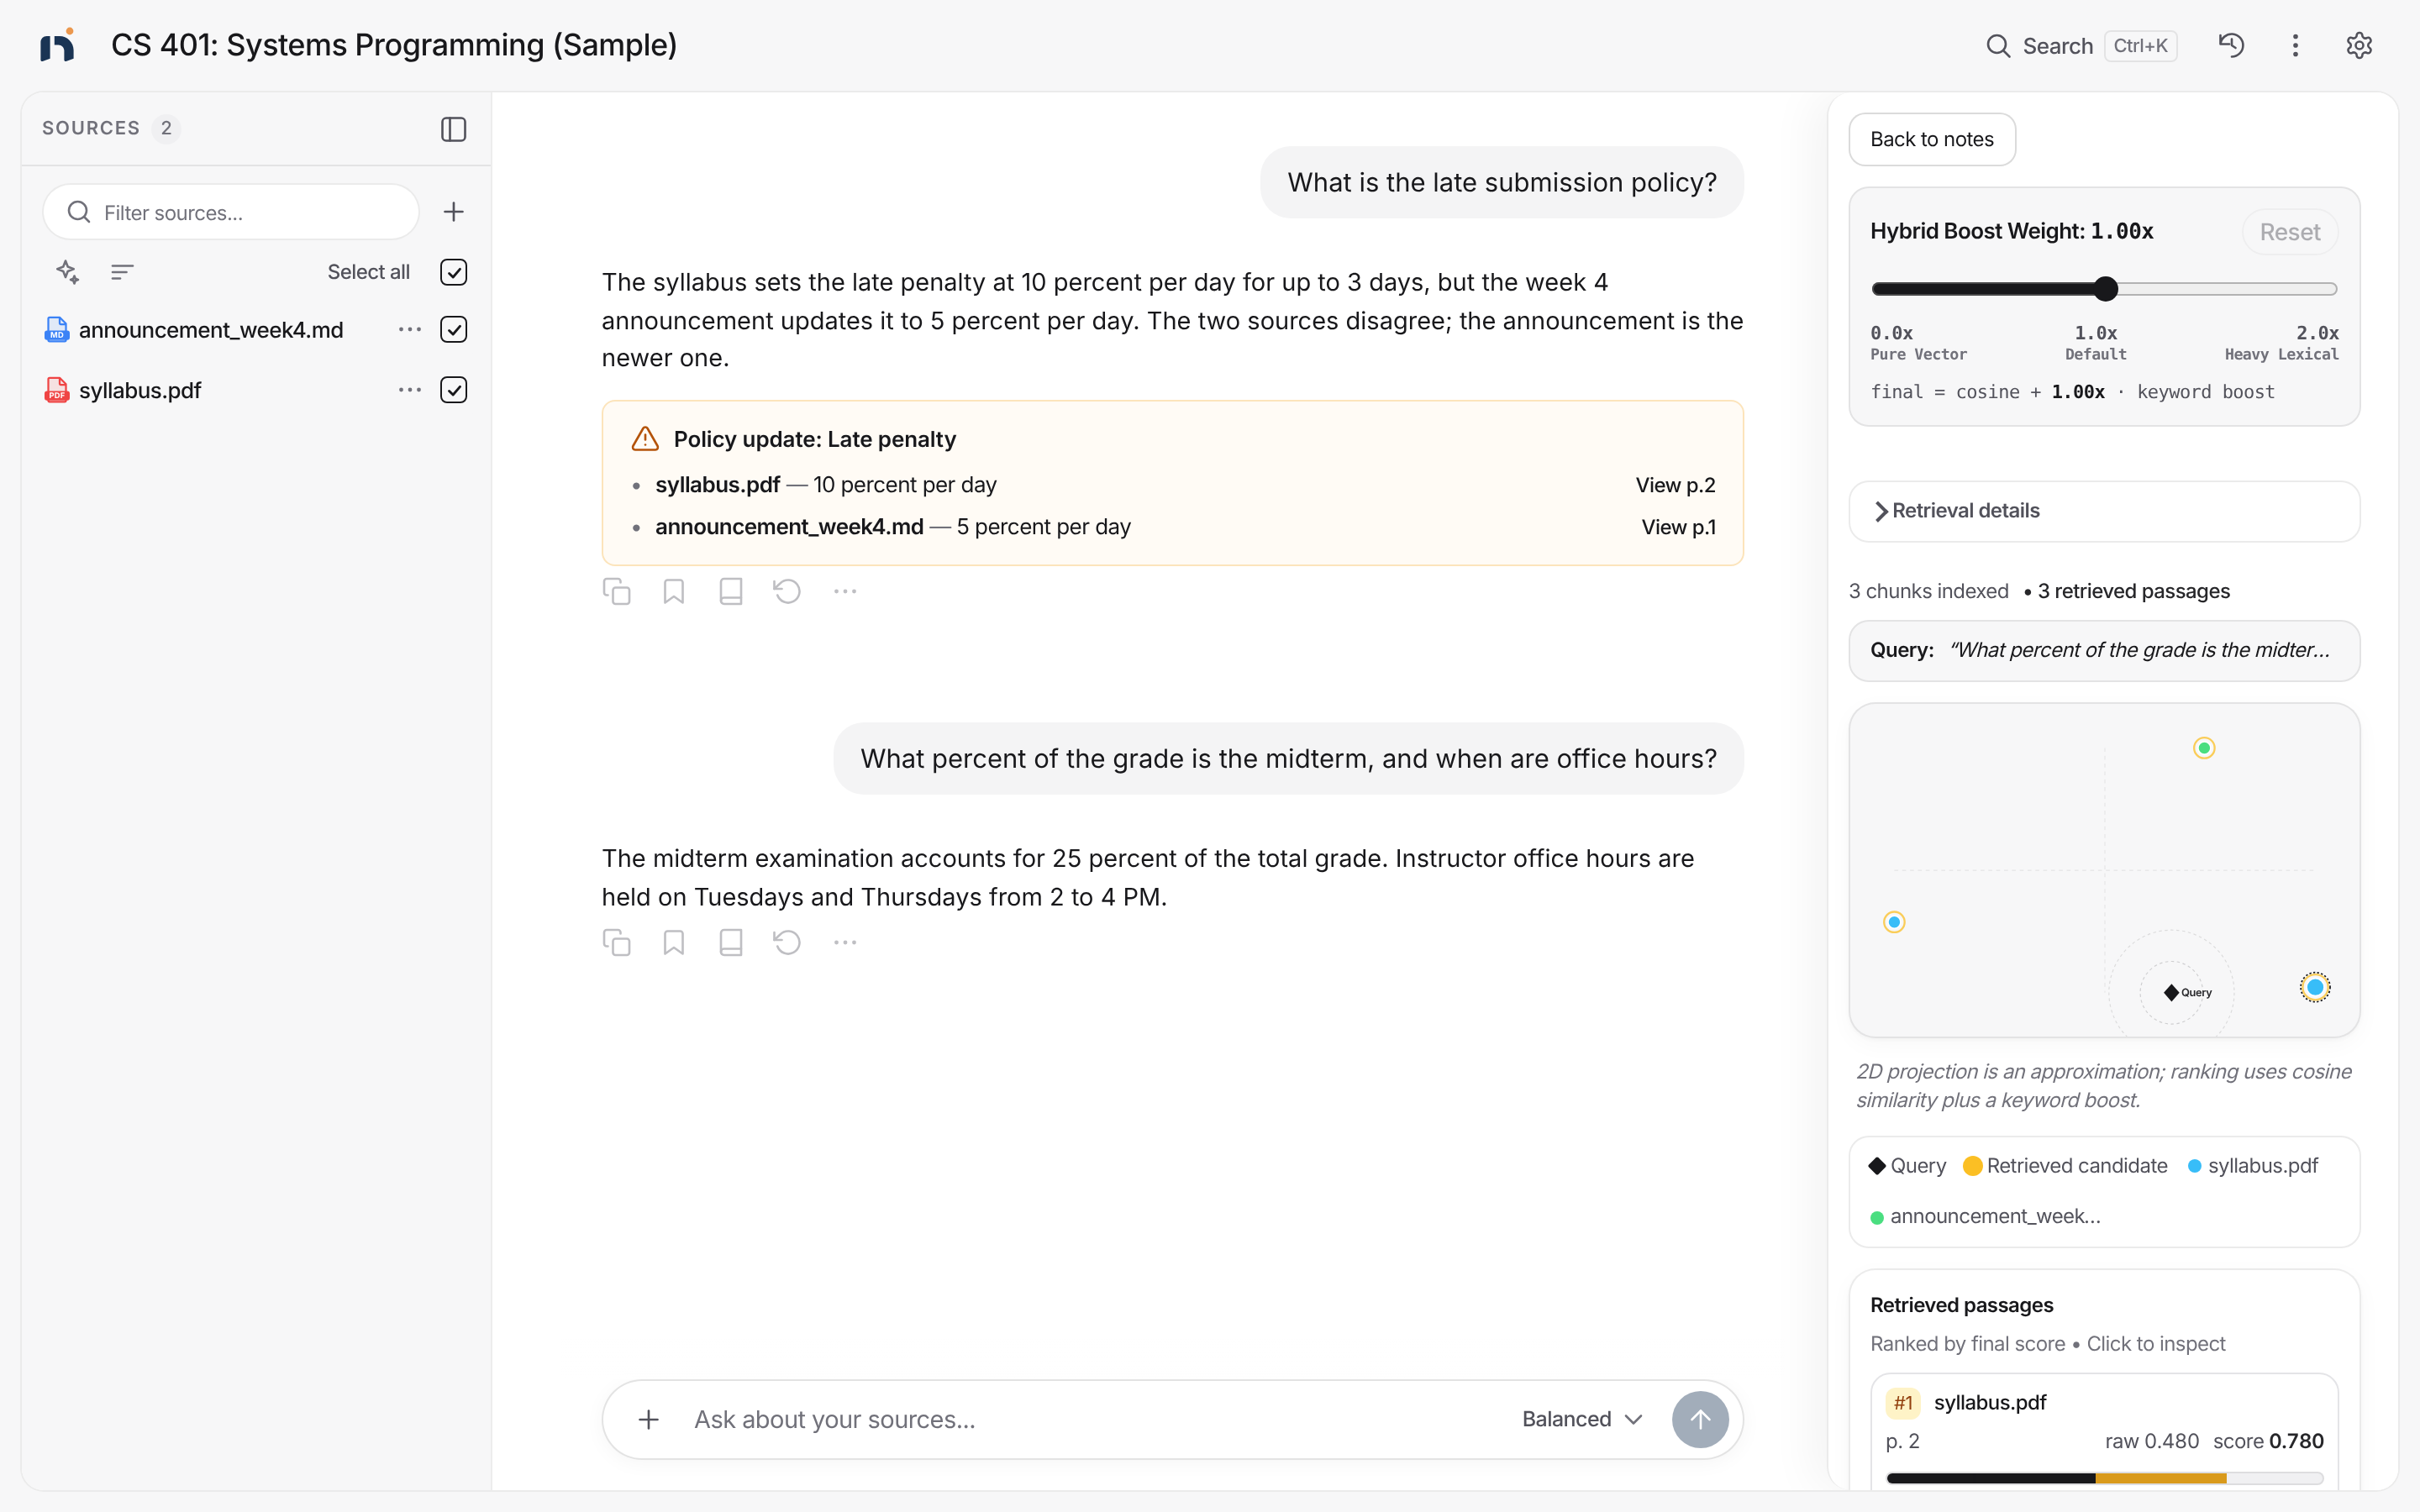 CS 401: Systems Programming (Sample)
Search Ctrl+K
SOURCES 2
Filter sources...
Select all
MD announcement_week4.md
PDF syllabus.pdf
What is the late submission policy?
The syllabus sets the late penalty at 10 percent per day for up to 3 days, but the week 4
announcement updates it to 5 percent per day. The two sources disagree; the announcement is the
newer one.
Policy update: Late penalty
• syllabus.pdf — 10 percent per day View p.2
• announcement_week4.md — 5 percent per day View p.1
What percent of the grade is the midterm, and when are office hours?
The midterm examination accounts for 25 percent of the total grade. Instructor office hours are
held on Tuesdays and Thursdays from 2 to 4 PM.
Ask about your sources...
Balanced
Back to notes
Hybrid Boost Weight: 1.00x Reset
0.0x 1.0x 2.0x
Pure Vector Default Heavy Lexical
final = cosine + 1.00x · keyword boost
Retrieval details
3 chunks indexed • 3 retrieved passages
Query: “What percent of the grade is the midter...
Query
2D projection is an approximation; ranking uses cosine
similarity plus a keyword boost.
Query Retrieved candidate syllabus.pdf
announcement_week...
Retrieved passages
Ranked by final score • Click to inspect
#1 syllabus.pdf
p. 2 raw 0.480 score 0.780